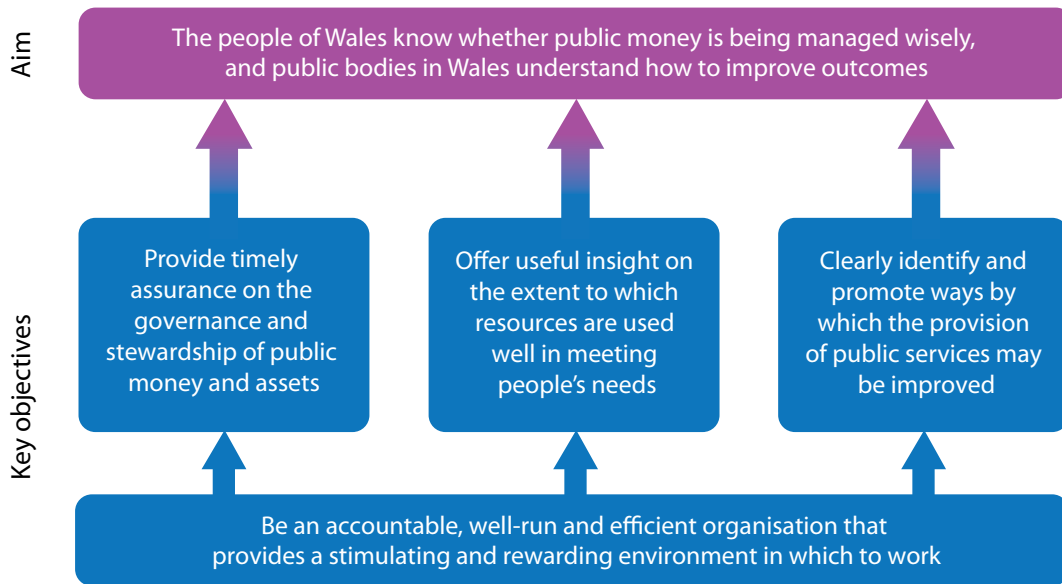 Aim
The people of Wales know whether public money is being managed wisely,
and public bodies in Wales understand how to improve outcomes
Key objectives
Provide timely
assurance on the
governance and
stewardship of public
money and assets
Offer useful insight on
the extent to which
resources are used
well in meeting
people’s needs
Clearly identify and
promote ways by
which the provision
of public services may
be improved
Be an accountable, well-run and efficient organisation that
provides a stimulating and rewarding environment in which to work